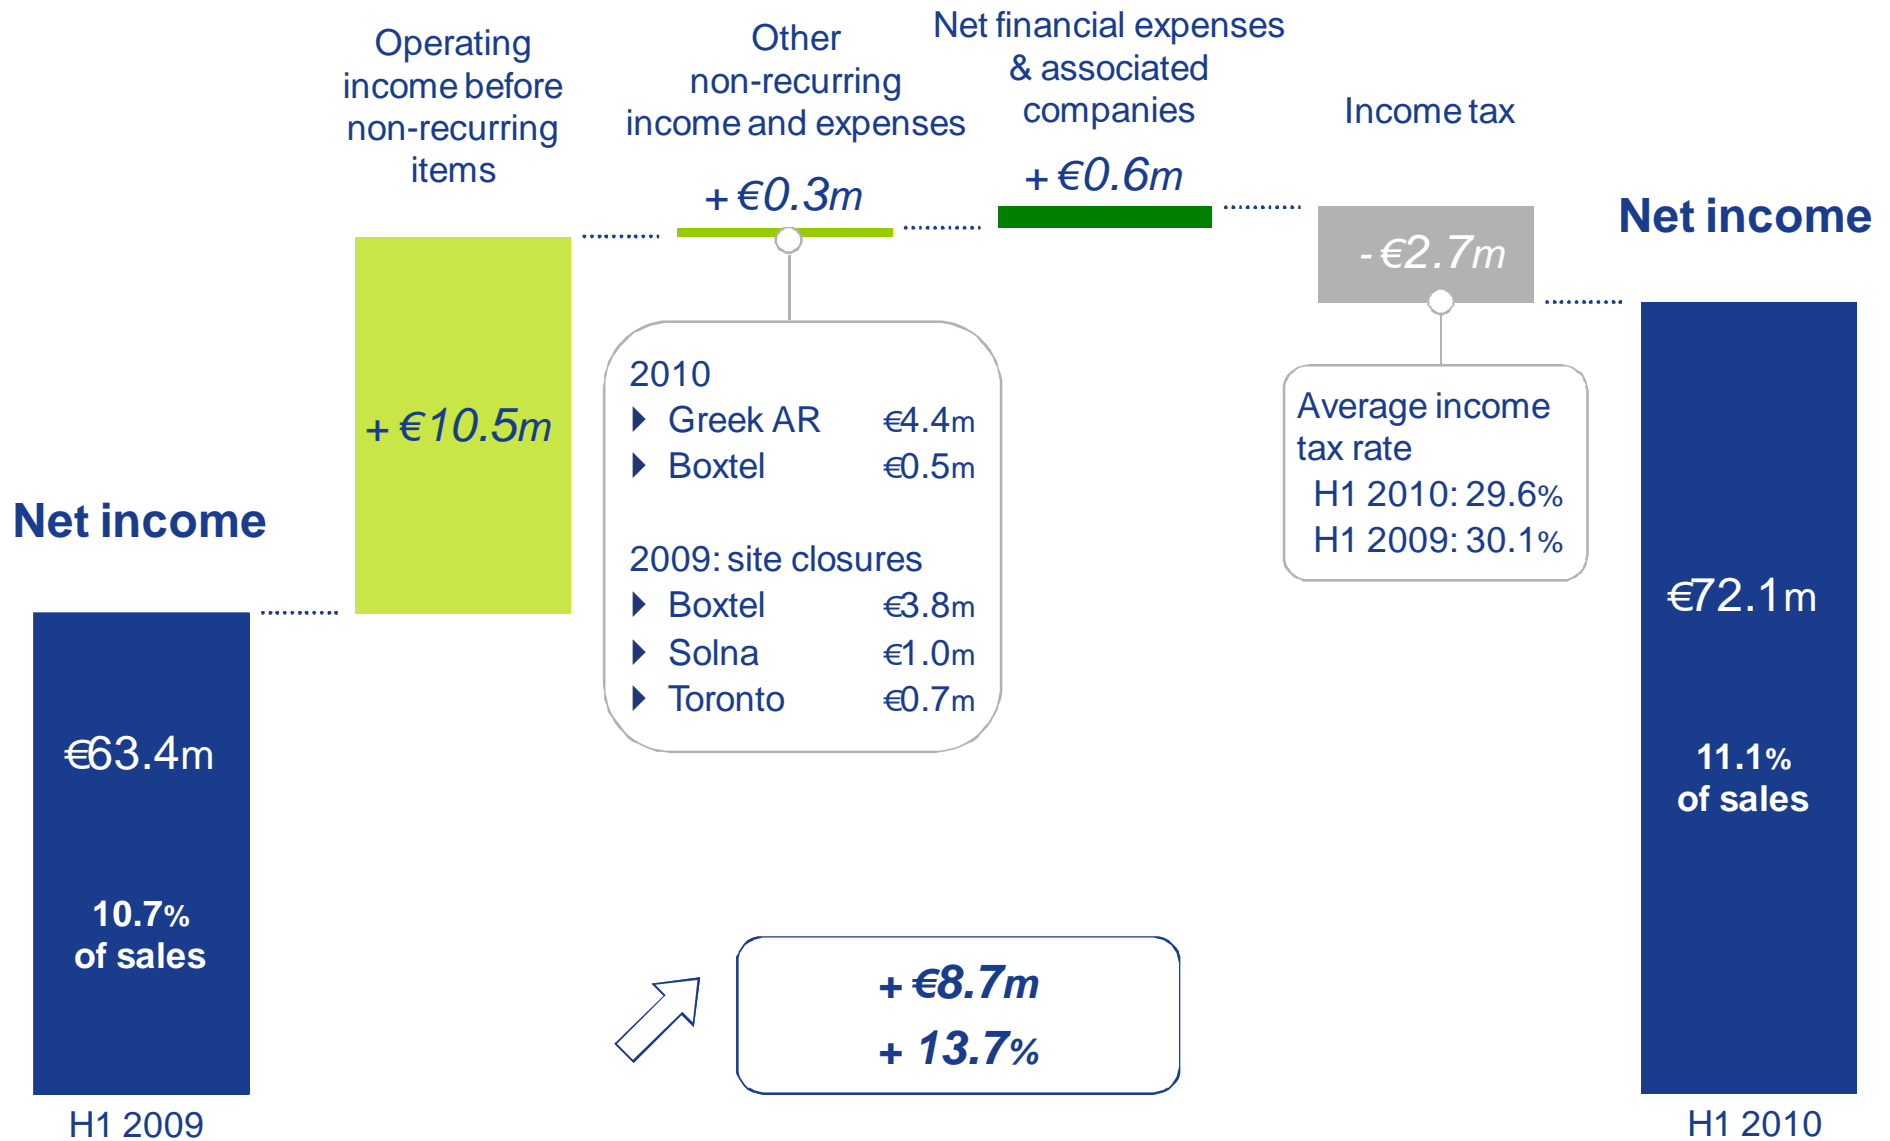 Operating
income before
non-recurring
items
Other
non-recurring
income and expenses
+ €0.3m
Net financial expenses
& associated
companies
+ €0.6m
Income tax
- €2.7m
Net income
+ €10.5m
2010
Greek AR €4.4m
Boxtel €0.5m
2009: site closures
Boxtel €3.8m
Solna €1.0m
Toronto €0.7m
Average income
tax rate
H1 2010: 29.6%
H1 2009: 30.1%
Net income
€63.4m
10.7%
of sales
H1 2009
€72.1m
11.1%
of sales
H1 2010
+ €8.7m
+ 13.7%